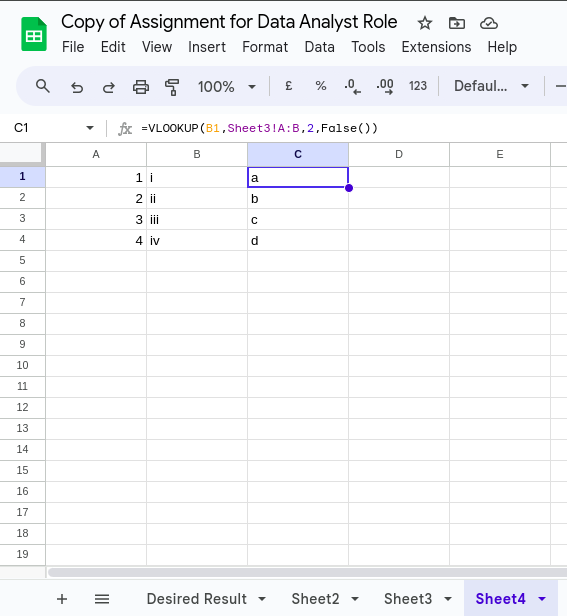 Copy of Assignment for Data Analyst Role
File Edit View Insert Format Data Tools Extensions Help
100% £ % .0 .00 123 Defaul...
C1 fx =VLOOKUP(B1,Sheet3!A:B,2,False())
A B C D E
1 1 i a
2 2 ii b
3 3 iii c
4 4 iv d
5
6
7
8
9
10
11
12
13
14
15
16
17
18
19
Desired Result Sheet2 Sheet3 Sheet4